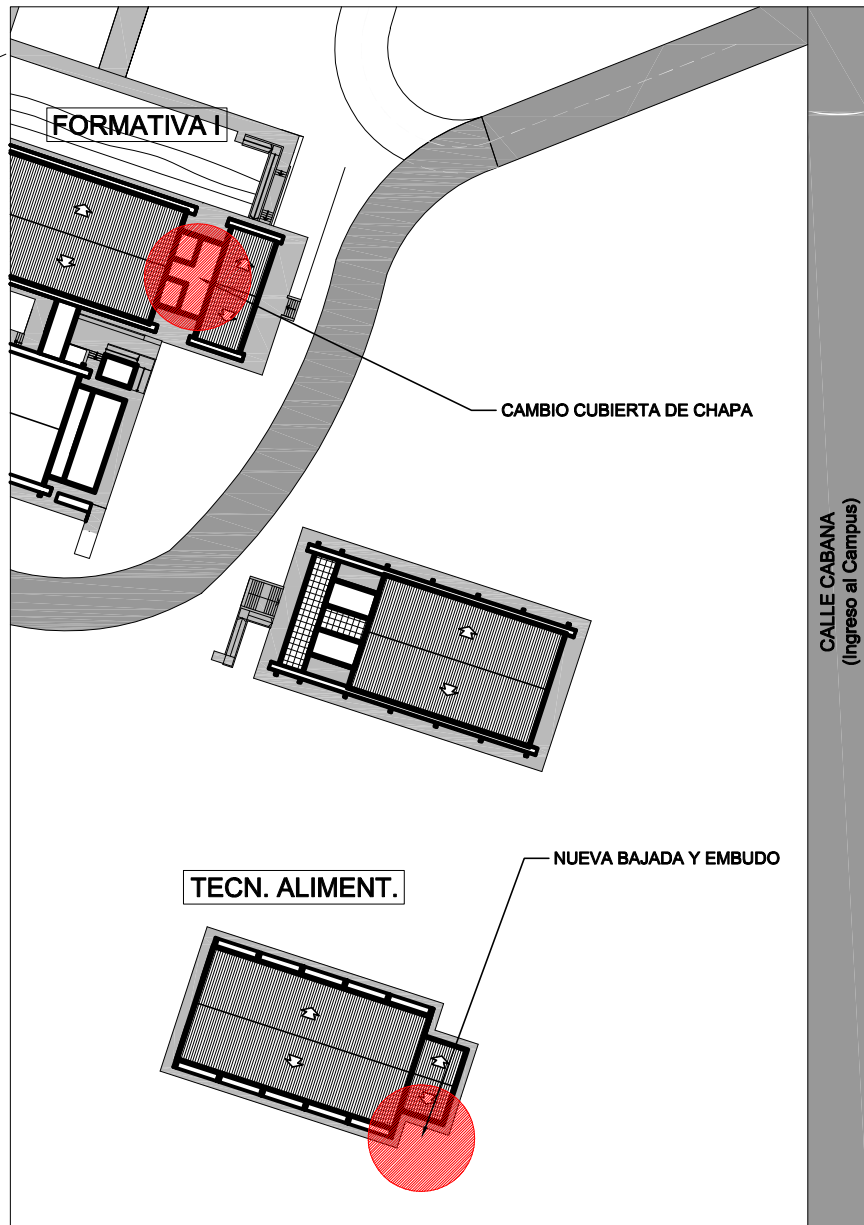 FORMATIVA I
CAMBIO CUBIERTA DE CHAPA
CALLE CABANA
(Ingreso al Campus)
NUEVA BAJADA Y EMBUDO
TECN. ALIMENT.